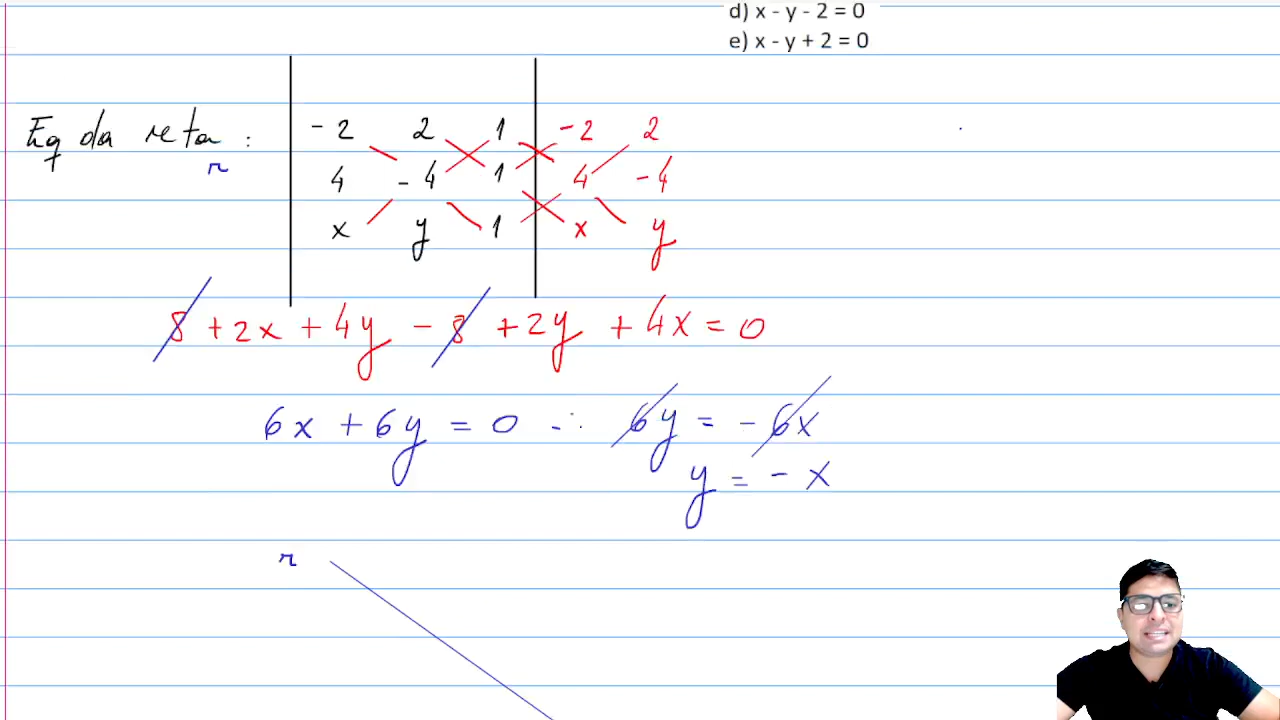 d) x - y - 2 = 0
e) x - y + 2 = 0
Eq da reta :
r
-2 2 1 -2 2
4 -4 1 4 -4
x y 1 x y
8 + 2x + 4y - 8 + 2y + 4x = 0
6x + 6y = 0 ∴ 6y = - 6x
y = - x
r